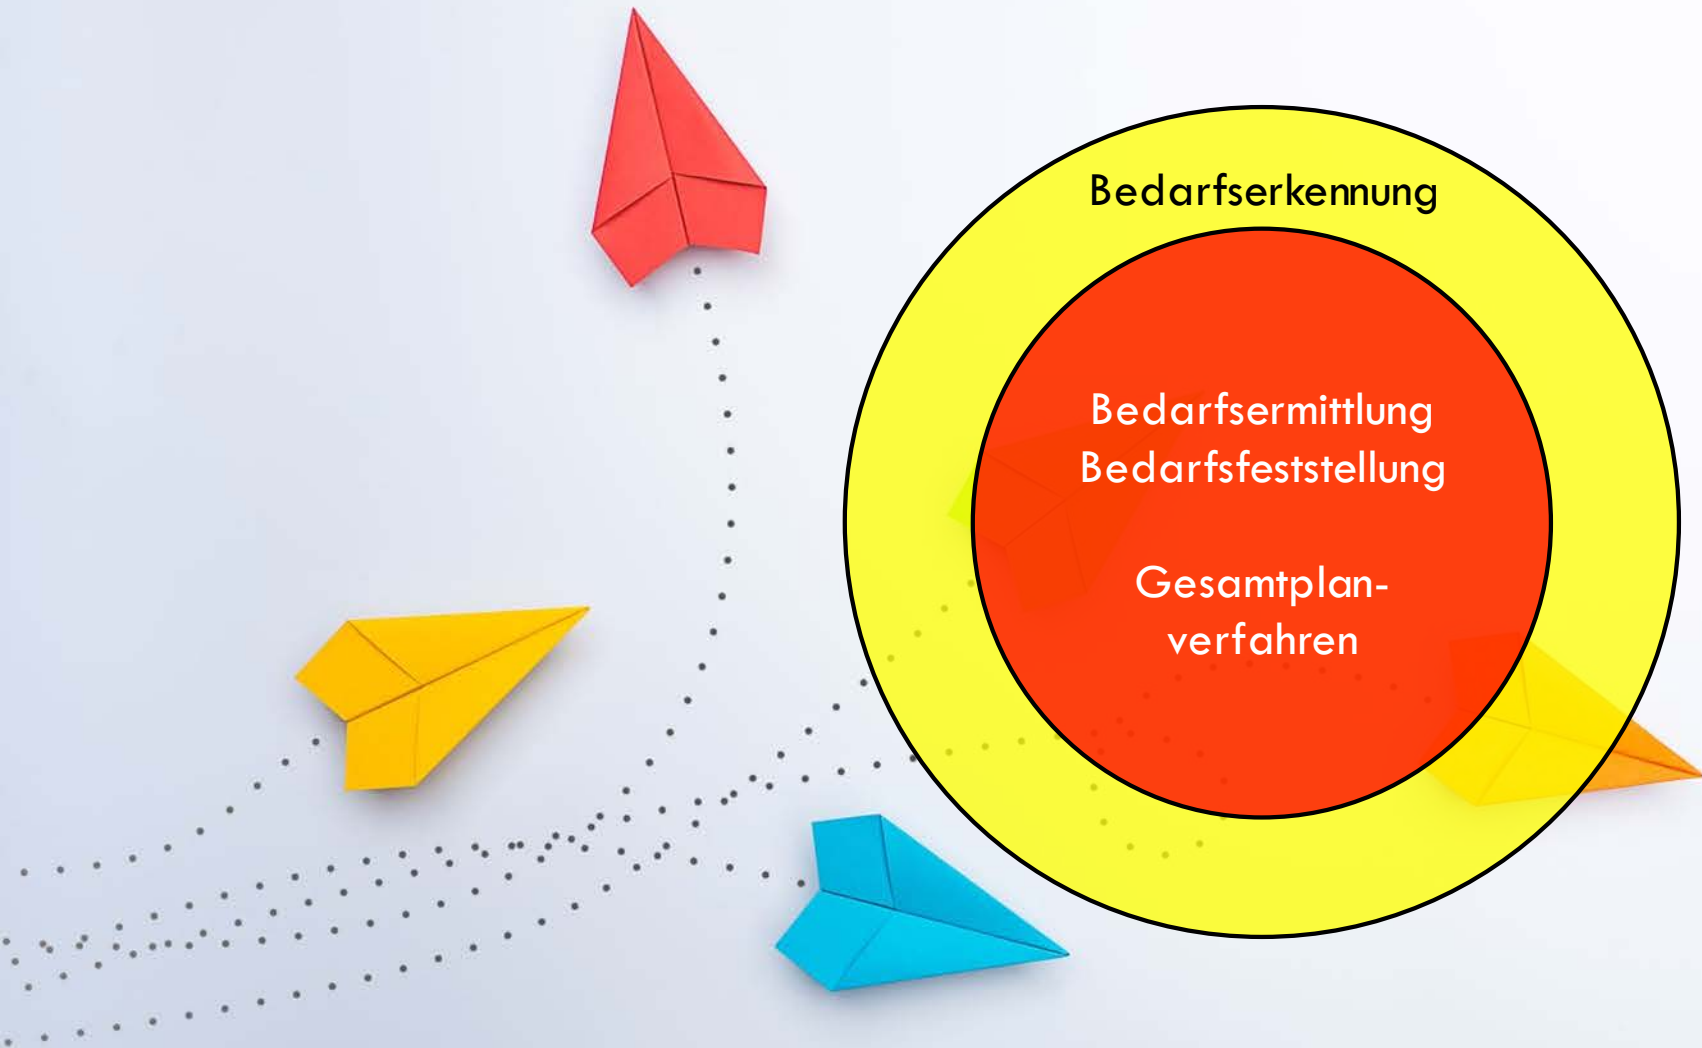 Bedarfserkennung
Bedarfsermittlung
Bedarfsfeststellung
Gesamtplan-
verfahren